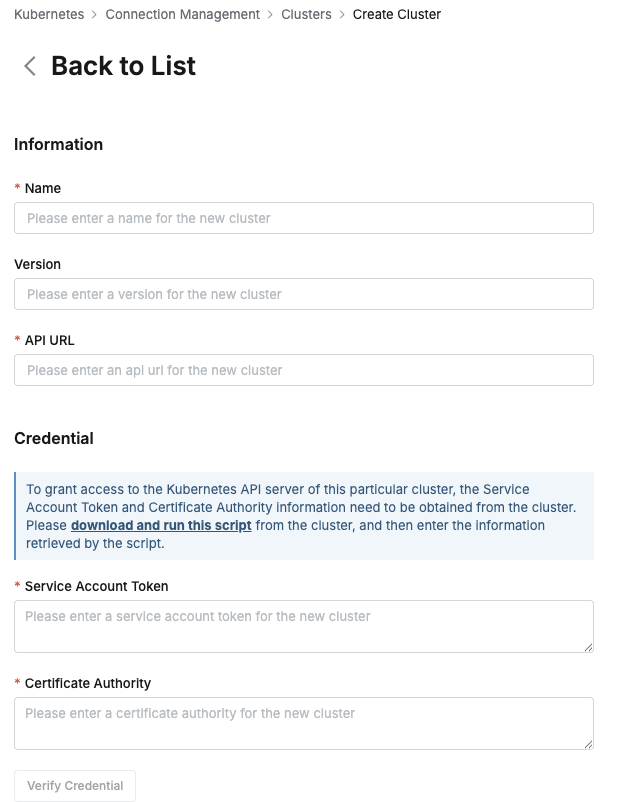 Kubernetes > Connection Management > Clusters > Create Cluster
Back to List
Information
* Name
Please enter a name for the new cluster
Version
Please enter a version for the new cluster
* API URL
Please enter an api url for the new cluster
Credential
To grant access to the Kubernetes API server of this particular cluster, the Service
Account Token and Certificate Authority information need to be obtained from the cluster.
Please download and run this script from the cluster, and then enter the information
retrieved by the script.
* Service Account Token
Please enter a service account token for the new cluster
* Certificate Authority
Please enter a certificate authority for the new cluster
Verify Credential